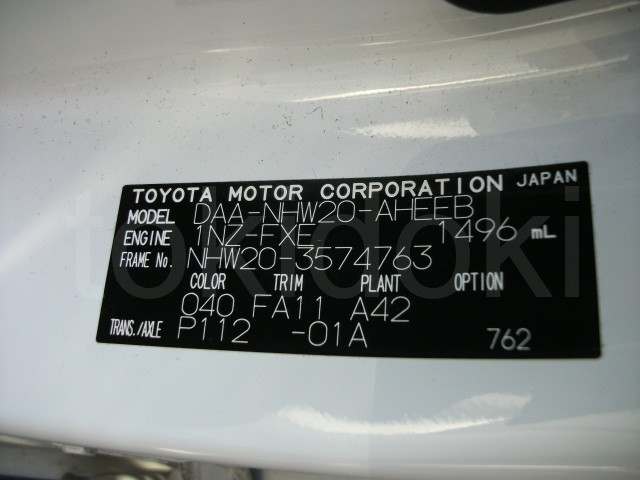 TOYOTA MOTOR CORPORATION JAPAN
MODEL DAA-NHW20-AHEEB
ENGINE 1NZ-FXE- 1496 mL
FRAME No. NHW20-3574763
COLOR TRIM PLANT OPTION
040 FA11 A42
TRANS./AXLE P112 -01A
762
tokidoki